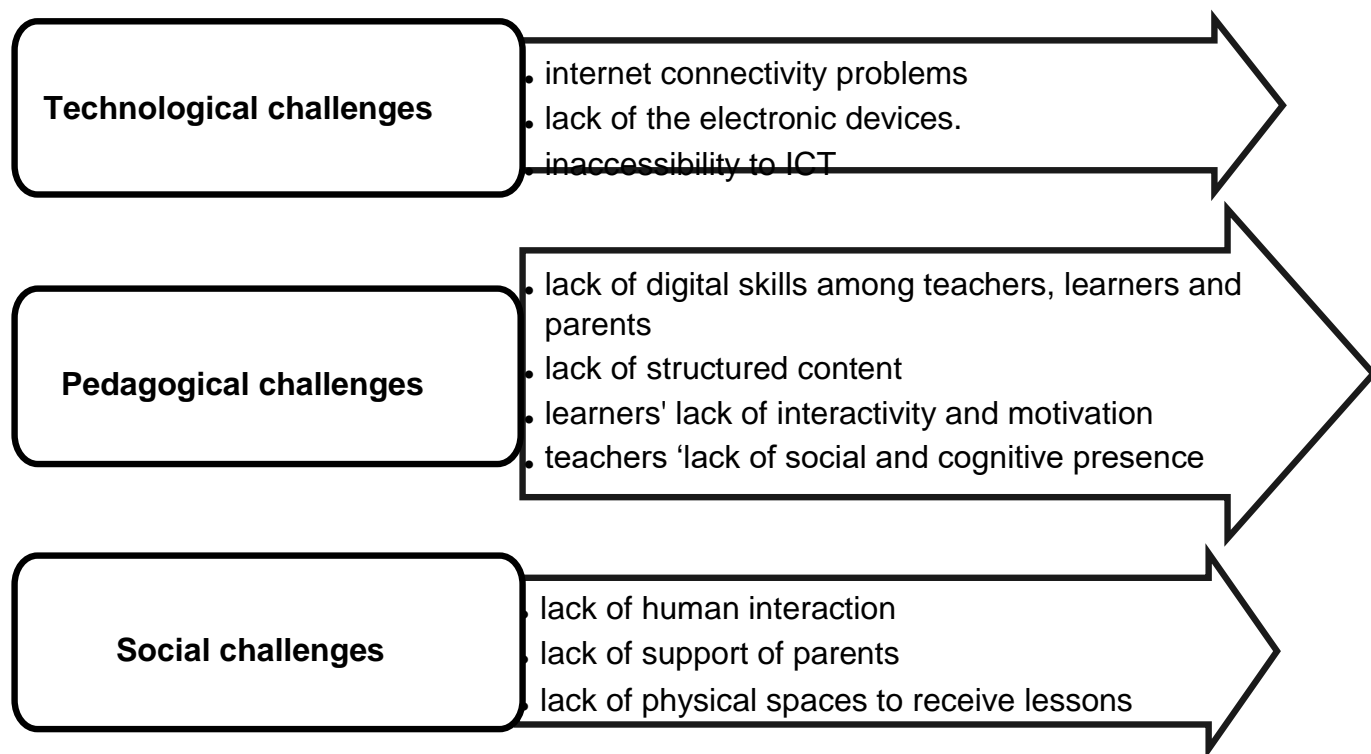 Technological challenges
• internet connectivity problems
• lack of the electronic devices.
• inaccessibility to ICT
Pedagogical challenges
• lack of digital skills among teachers, learners and
parents
• lack of structured content
• learners' lack of interactivity and motivation
• teachers ‘lack of social and cognitive presence
Social challenges
• lack of human interaction
• lack of support of parents
• lack of physical spaces to receive lessons